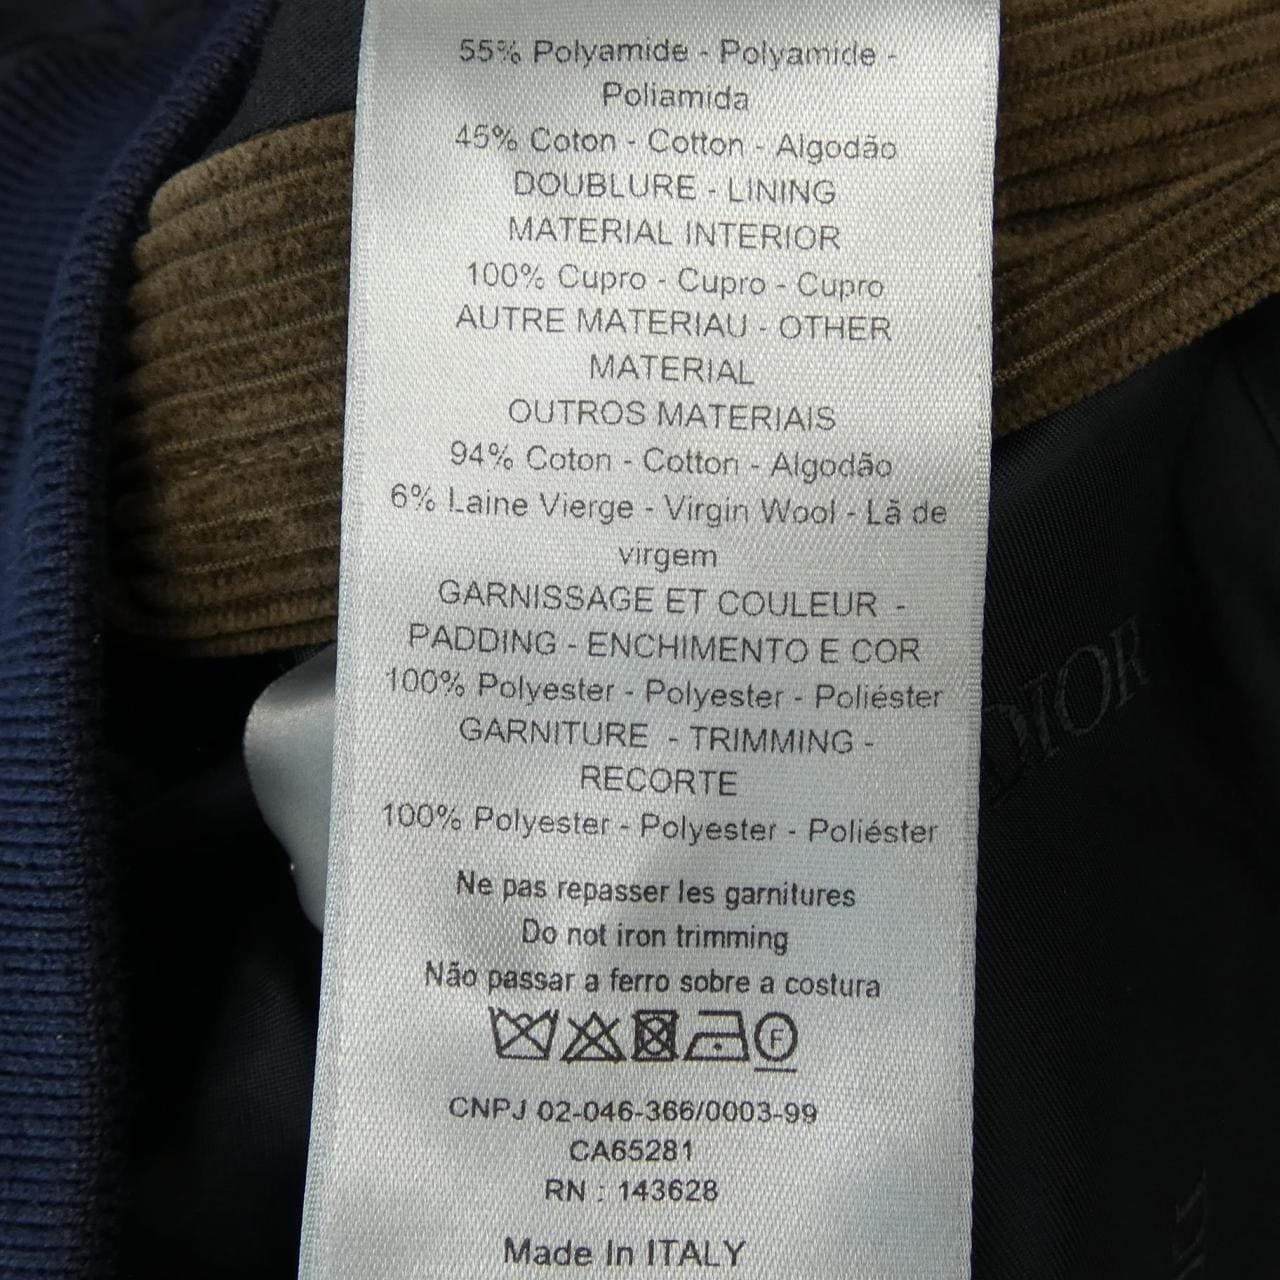 55% Polyamide - Polyamide -
Poliamida
45% Coton - Cotton - Algodão
DOUBLURE - LINING
MATERIAL INTERIOR
100% Cupro - Cupro - Cupro
AUTRE MATERIAU - OTHER
MATERIAL
OUTROS MATERIAIS
94% Coton - Cotton - Algodão
6% Laine Vierge - Virgin Wool - Lã de
virgem
GARNISSAGE ET COULEUR -
PADDING - ENCHIMENTO E COR
100% Polyester - Polyester - Poliéster
GARNITURE - TRIMMING -
RECORTE
100% Polyester - Polyester - Poliéster
Ne pas repasser les garnitures
Do not iron trimming
Não passar a ferro sobre a costura
F
CNPJ 02-046-366/0003-99
CA65281
RN : 143628
Made In ITALY
DIOR